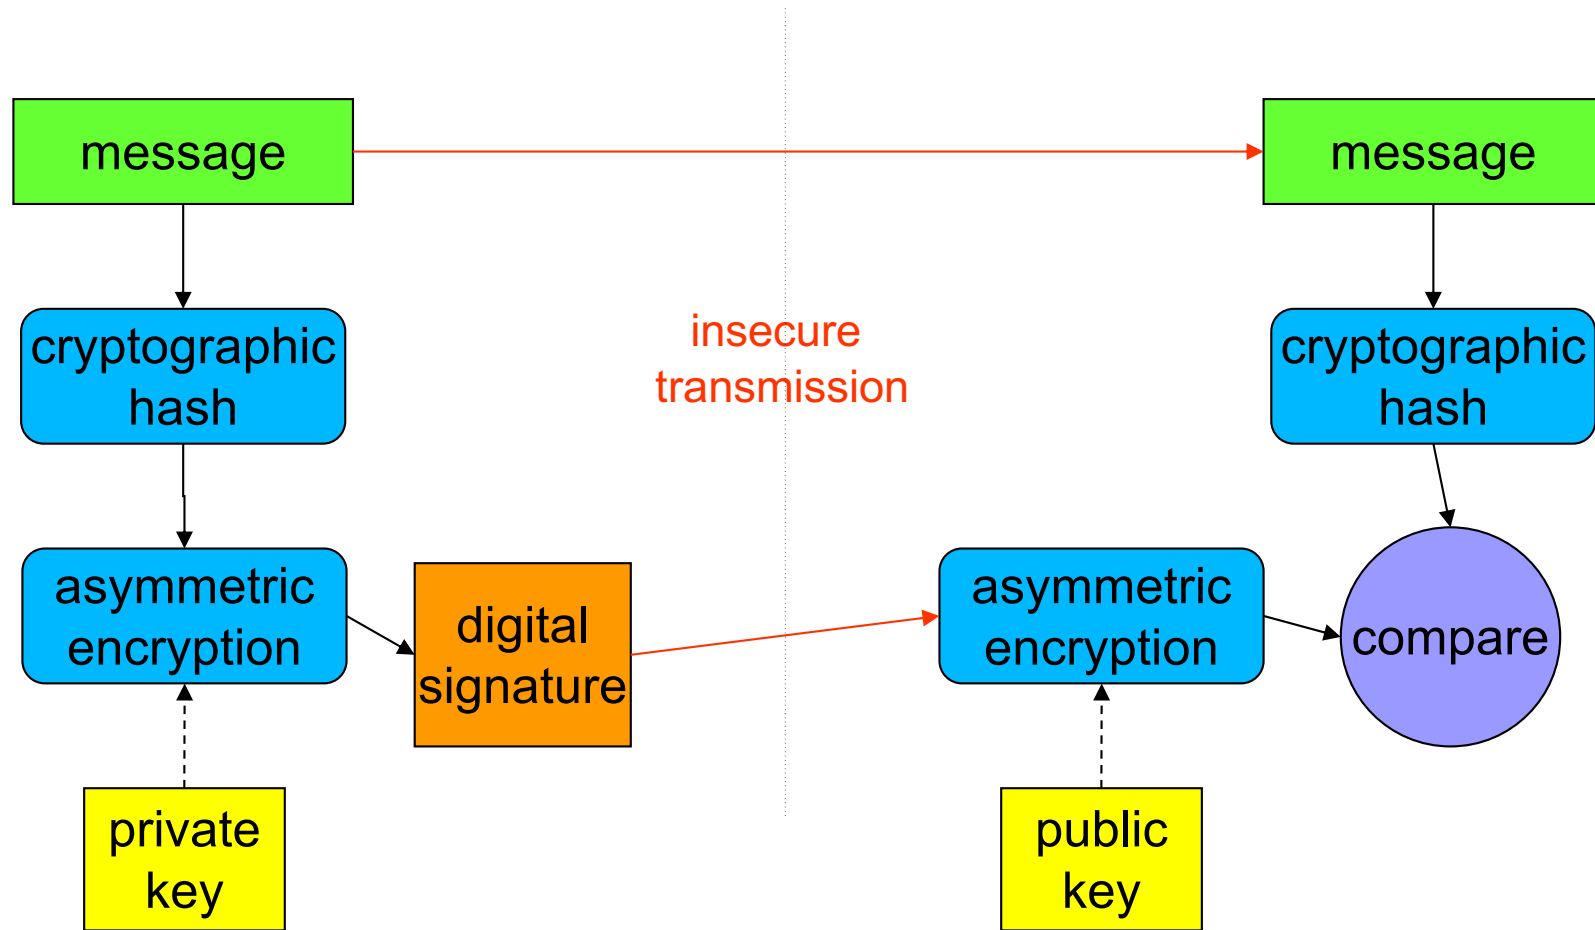 message
message
cryptographic
hash
insecure
transmission
cryptographic
hash
asymmetric
encryption
digital
signature
asymmetric
encryption
compare
private
key
public
key